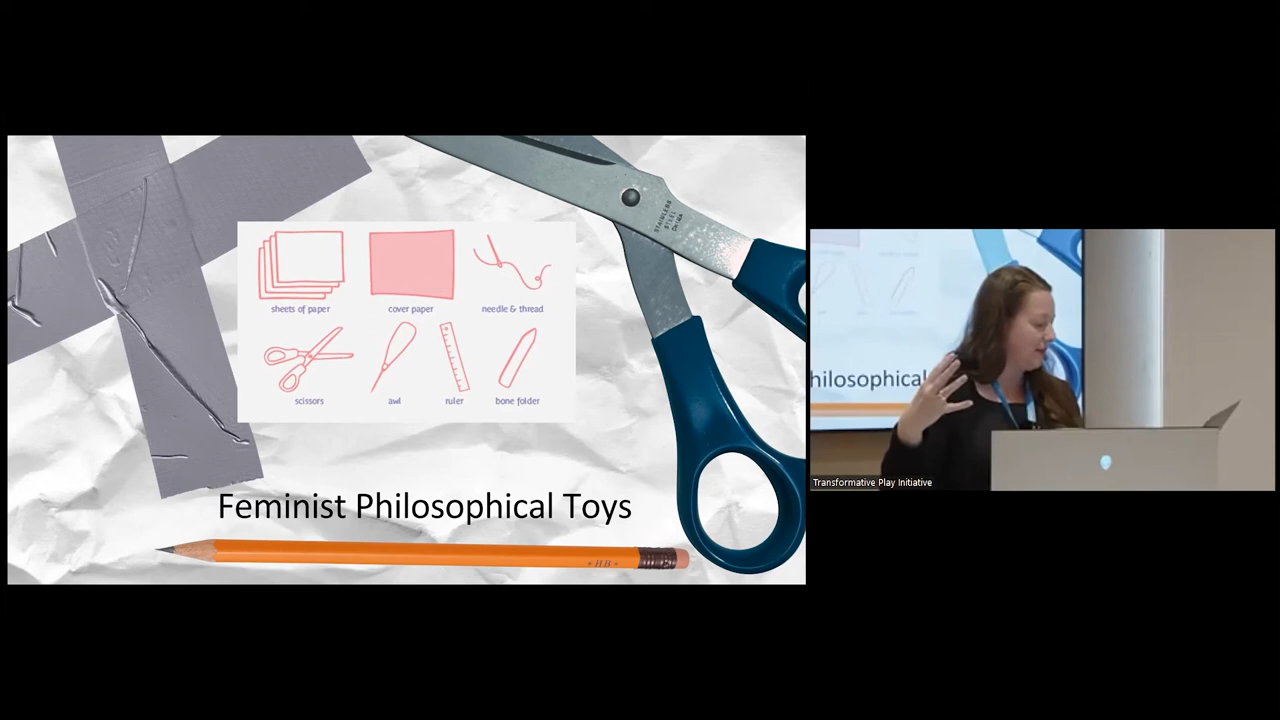 STAINLESS
STEEL
sheets of paper
cover paper
needle & thread
scissors
awl
ruler
bone folder
Feminist Philosophical Toys
* HB *
hilosophical
Transformative Play Initiative